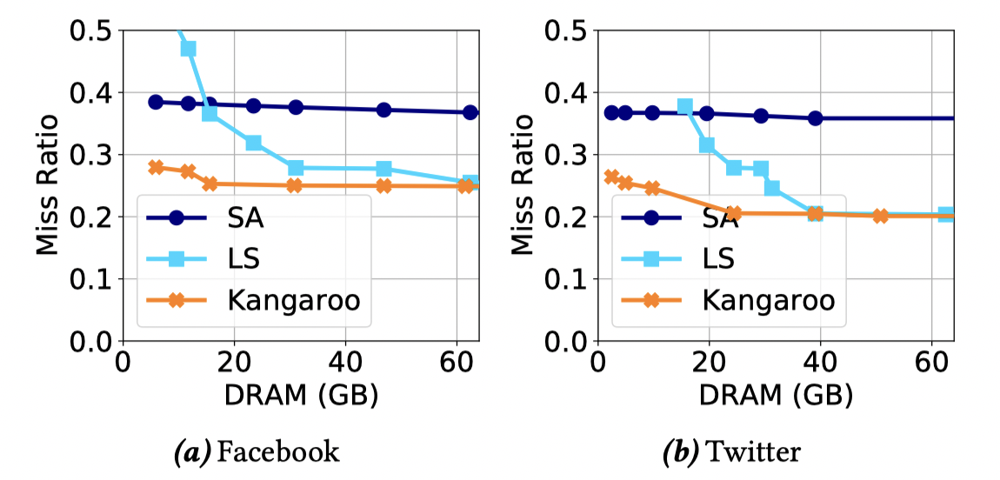 0.5
0.4
0.3
0.2
0.1
0.0
Miss Ratio
SA
LS
Kangaroo
0 20 40 60
DRAM (GB)
(a) Facebook
0.5
0.4
0.3
0.2
0.1
0.0
Miss Ratio
SA
LS
Kangaroo
0 20 40 60
DRAM (GB)
(b) Twitter